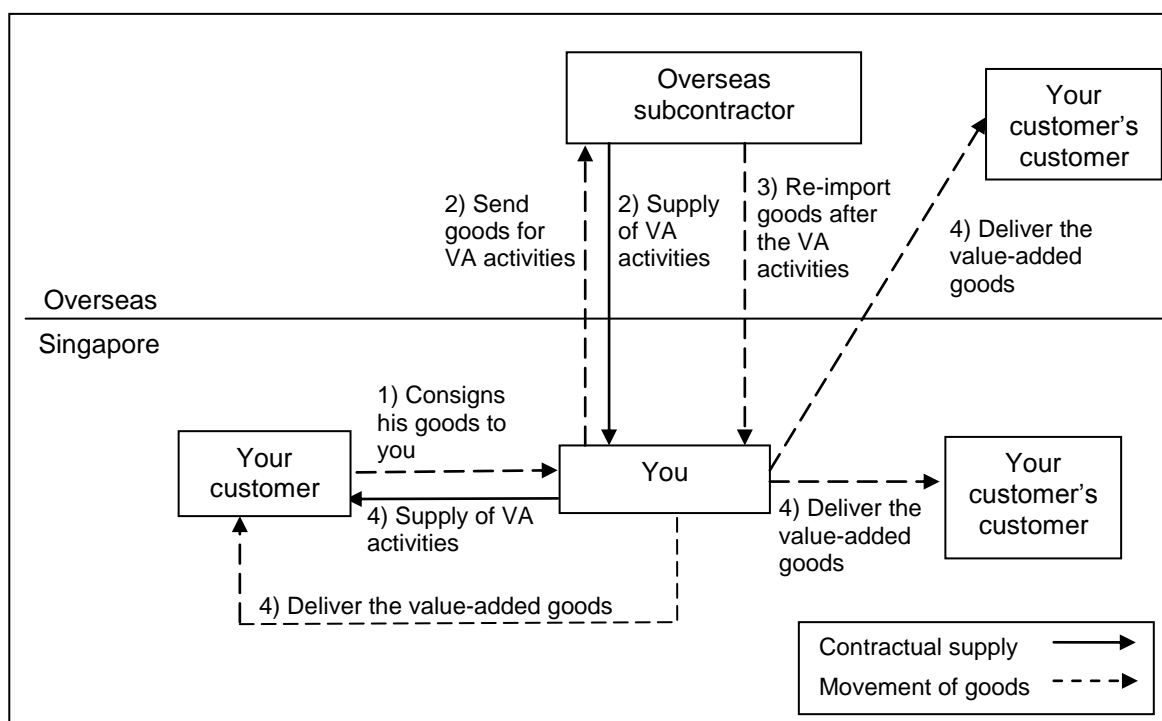 Overseas
subcontractor
Your
customer’s
customer
2) Send
goods for
VA activities
2) Supply
of VA
activities
3) Re-import
goods after
the VA
activities
4) Deliver the
value-added
goods
Overseas
Singapore
1) Consigns
his goods to
you
Your
customer
You
Your
customer’s
customer
4) Supply of VA
activities
4) Deliver the
value-added
goods
4) Deliver the value-added goods
Contractual supply
Movement of goods